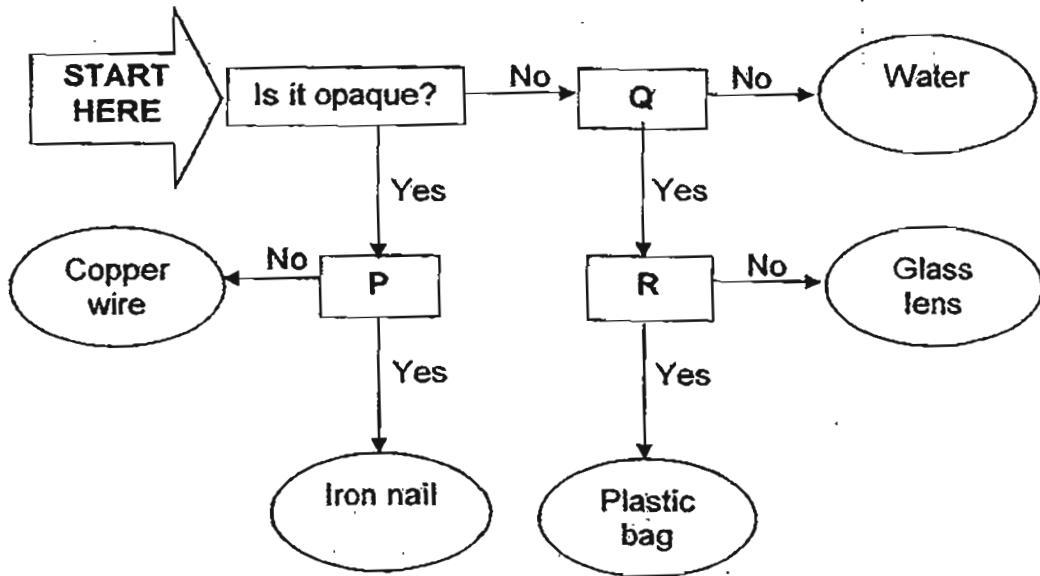 START
HERE
Is it opaque?
No
Q
No
Water
Yes
Yes
Copper
wire
No
P
R
No
Glass
lens
Yes
Yes
Iron nail
Plastic
bag